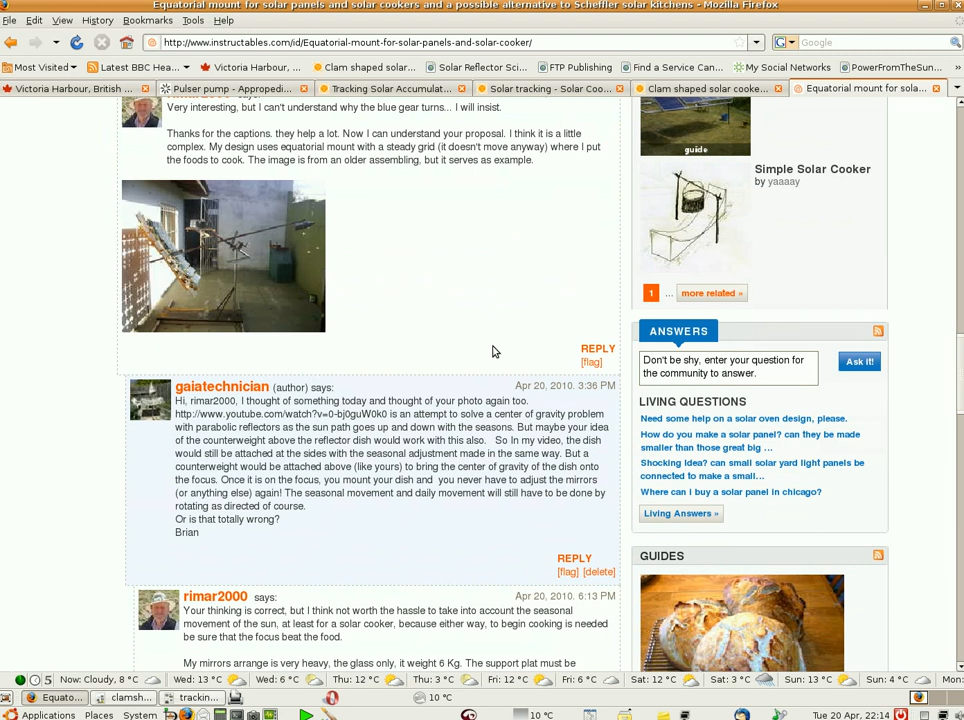 Equatorial mount for solar panels and solar cookers and a possible alternative to Scheffler solar kitchens - Mozilla Firefox
File Edit View History Bookmarks Tools Help
http://www.instructables.com/id/Equatorial-mount-for-solar-panels-and-solar-cooker/
Google
Most Visited Latest BBC Hea... Victoria Harbour, ... Clam shaped solar... Solar Reflector Sci... FTP Publishing Find a Service Can... My Social Networks PowerFromTheSun... »
Victoria Harbour, British ... Pulser pump - Appropedi... Tracking Solar Accumulat... Solar tracking - Solar Coo... Clam shaped solar cooke... Equatorial mount for sola...
Very interesting, but I can't understand why the blue gear turns... I will insist.
Thanks for the captions. they help a lot. Now I can understand your proposal. I think it is a little
complex. My design uses equatorial mount with a steady grid (it doesn't move anyway) where I put
the foods to cook. The image is from an older assembling, but it serves as example.
REPLY
[flag]
gaiatechnician (author) says: Apr 20, 2010. 3:36 PM
Hi, rimar2000, I thought of something today and thought of your photo again too.
http://www.youtube.com/watch?v=0-bj0guW0k0 is an attempt to solve a center of gravity problem
with parabolic reflectors as the sun path goes up and down with the seasons. But maybe your idea
of the counterweight above the reflector dish would work with this also. So In my video, the dish
would still be attached at the sides with the seasonal adjustment made in the same way. But a
counterweight would be attached above (like yours) to bring the center of gravity of the dish onto
the focus. Once it is on the focus, you mount your dish and you never have to adjust the mirrors
(or anything else) again! The seasonal movement and daily movement will still have to be done by
rotating as directed of course.
Or is that totally wrong?
Brian
REPLY
[flag] [delete]
rimar2000 says: Apr 20, 2010. 6:13 PM
Your thinking is correct, but I think not worth the hassle to take into account the seasonal
movement of the sun, at least for a solar cooker, because either way, to begin cooking is needed
be sure that the focus beat the food.
My mirrors arrange is very heavy, the glass only, it weight 6 Kg. The support plat must be
guide
Simple Solar Cooker
by yaaaay
1 ... more related »
ANSWERS
Don't be shy, enter your question for
the community to answer.
Ask it!
LIVING QUESTIONS
Need some help on a solar oven design, please.
How do you make a solar panel? can they be made
smaller than those great big ...
Shocking Idea? can small solar yard light panels be
connected to make a small...
Where can i buy a solar panel in chicago?
Living Answers »
GUIDES
5 Now: Cloudy, 8 °C Wed: 13 °C Wed: 6 °C Thu: 12 °C Thu: 3 °C Fri: 12 °C Fri: 6 °C Sat: 12 °C Sat: 3 °C Sun: 13 °C Sun: 4 °C Mon:
Equato... clamsh... trackin... 10 °C
Applications Places System 10 °C Tue 20 Apr, 22:14